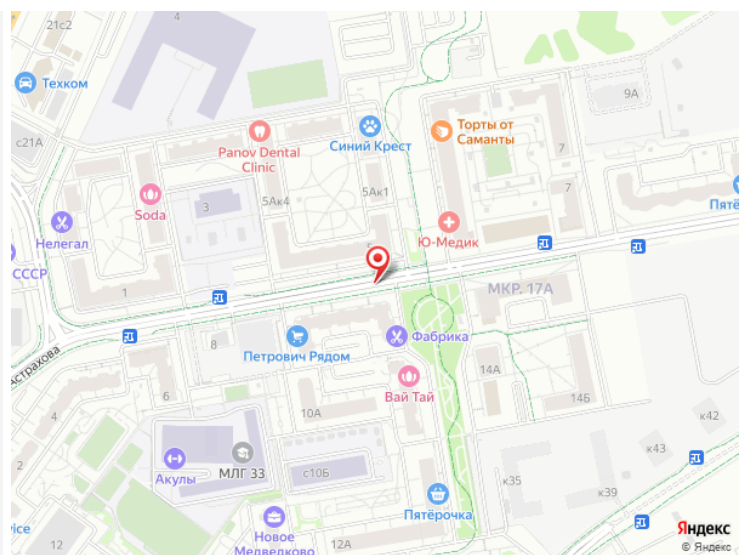 21с2
Техком
9А
с21А
Торты от
Саманты
Синий Крест
Panov Dental
Clinic
7
7
5Ак1
5Ак4
Soda
3
Пятё
Нелегал
Ю-Медик
СССР
1
МКР. 17А
Астрахова
8
Петрович Рядом
Фабрика
14А
6
Вай Тай
14Б
4
10А
к42
к43
МЛГ 33
с10Б
Акулы
к35
к39
Пятёрочка
Новое
Медведково
12А
12
vice
Яндекс
© Яндекс